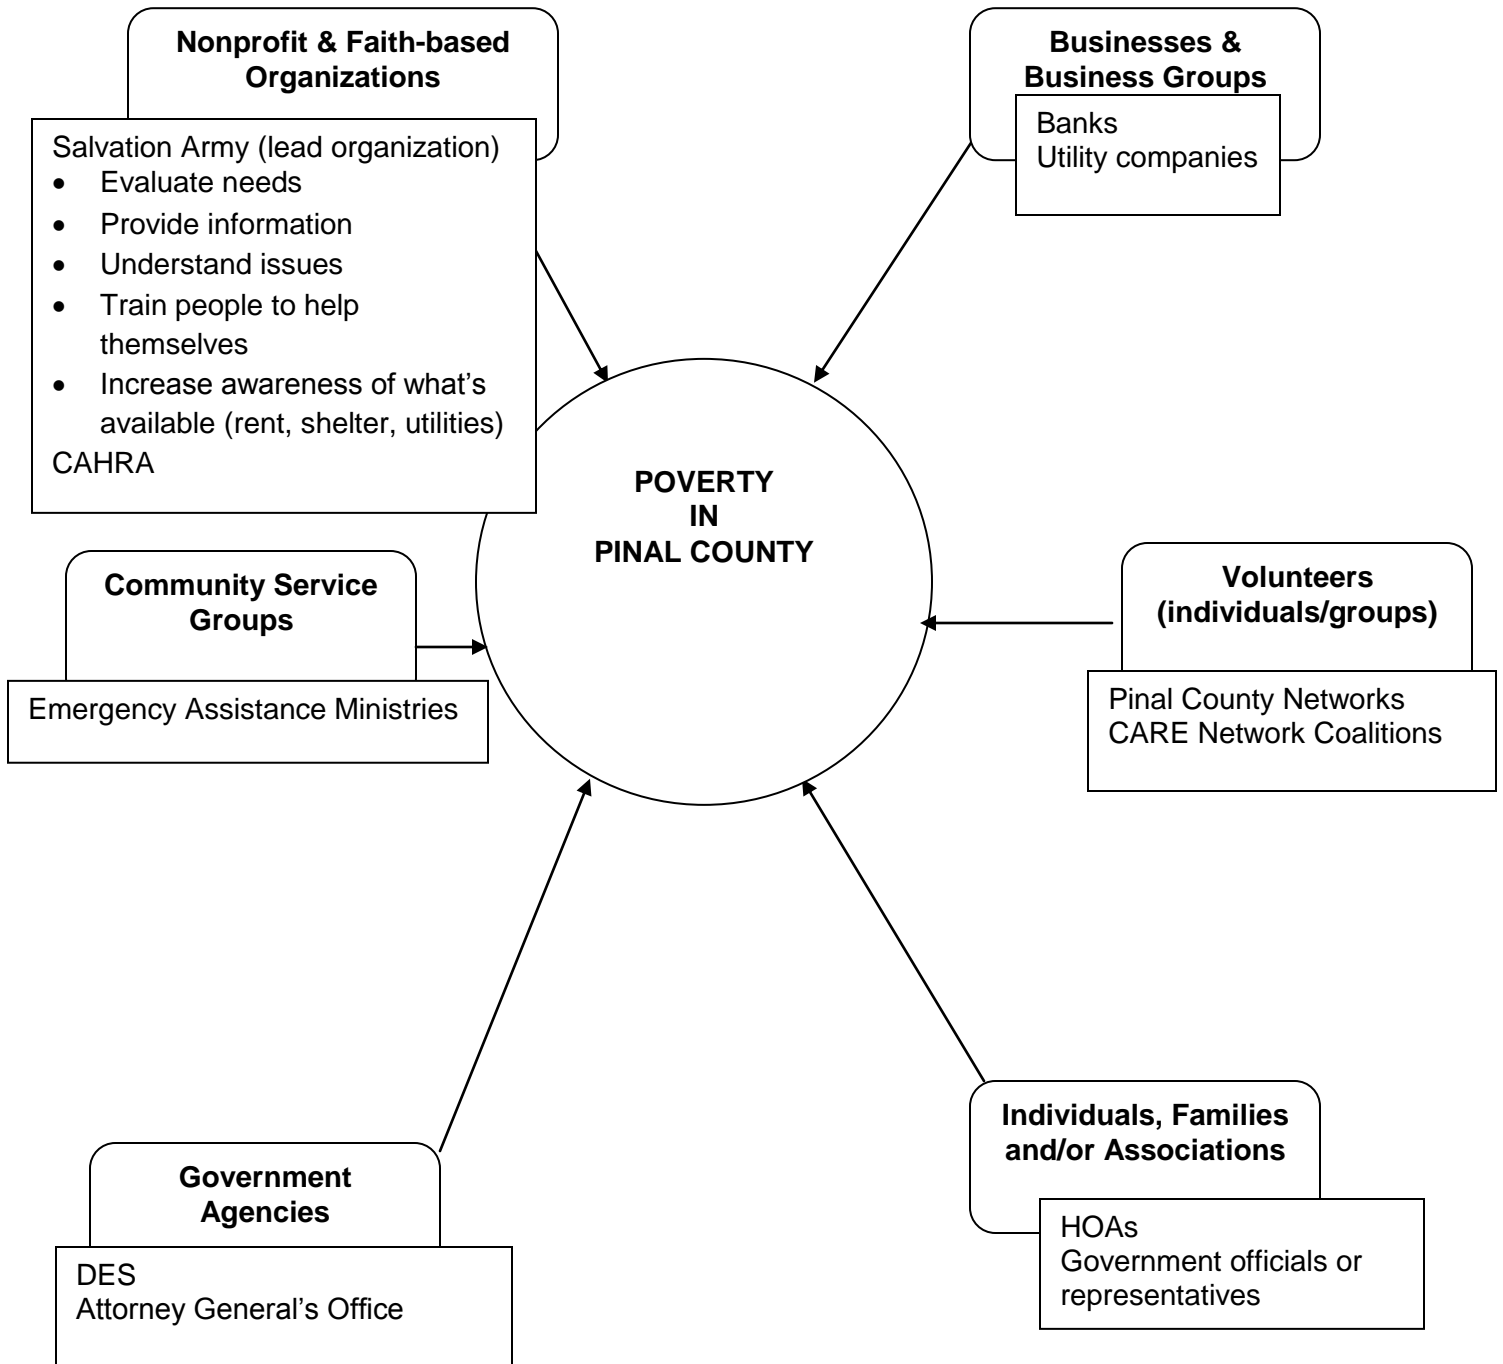 Nonprofit & Faith-based
Organizations
Salvation Army (lead organization)
• Evaluate needs
• Provide information
• Understand issues
• Train people to help
themselves
• Increase awareness of what’s
available (rent, shelter, utilities)
CAHRA
Businesses &
Business Groups
Banks
Utility companies
POVERTY
IN
PINAL COUNTY
Community Service
Groups
Emergency Assistance Ministries
Volunteers
(individuals/groups)
Pinal County Networks
CARE Network Coalitions
Government
Agencies
DES
Attorney General’s Office
Individuals, Families
and/or Associations
HOAs
Government officials or
representatives